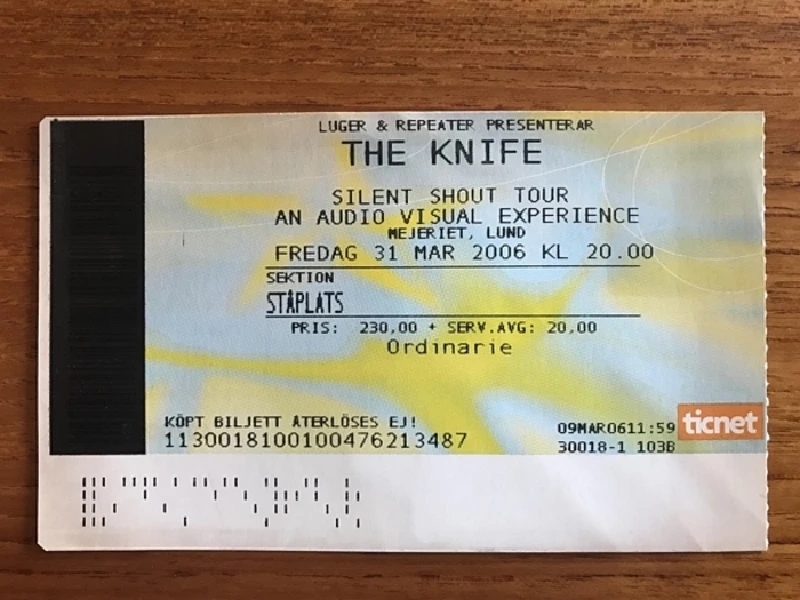 LUGER & REPEATER PRESENTERAR
THE KNIFE
SILENT SHOUT TOUR
AN AUDIO VISUAL EXPERIENCE
MEJERIET, LUND
FREDAG 31 MAR 2006 KL 20.00
SEKTION
STÅPLATS
PRIS: 230,00 + SERV.AVG: 20,00
Ordinarie
KÖPT BILJETT ÅTERLÖSES EJ!
11300181001004762​13487
09MAR0611:59
30018-1 103B
ticnet